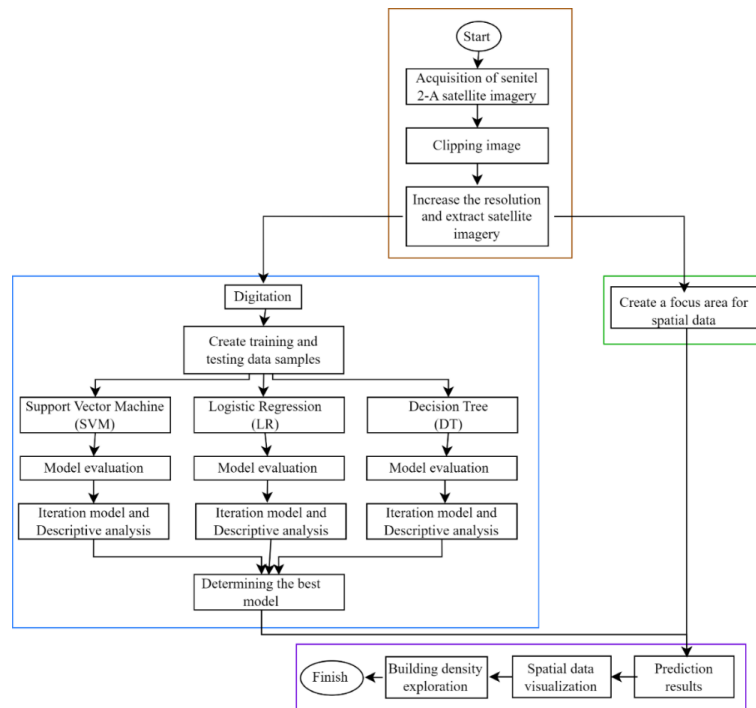 Start
Acquisition of senitel
2-A satellite imagery
Clipping image
Increase the resolution
and extract satellite
imagery
Digitation
Create training and
testing data samples
Support Vector Machine
(SVM)
Logistic Regression
(LR)
Decision Tree
(DT)
Model evaluation
Model evaluation
Model evaluation
Iteration model and
Descriptive analysis
Iteration model and
Descriptive analysis
Iteration model and
Descriptive analysis
Determining the best
model
Create a focus area for
spatial data
Prediction
results
Spatial data
visualization
Building density
exploration
Finish